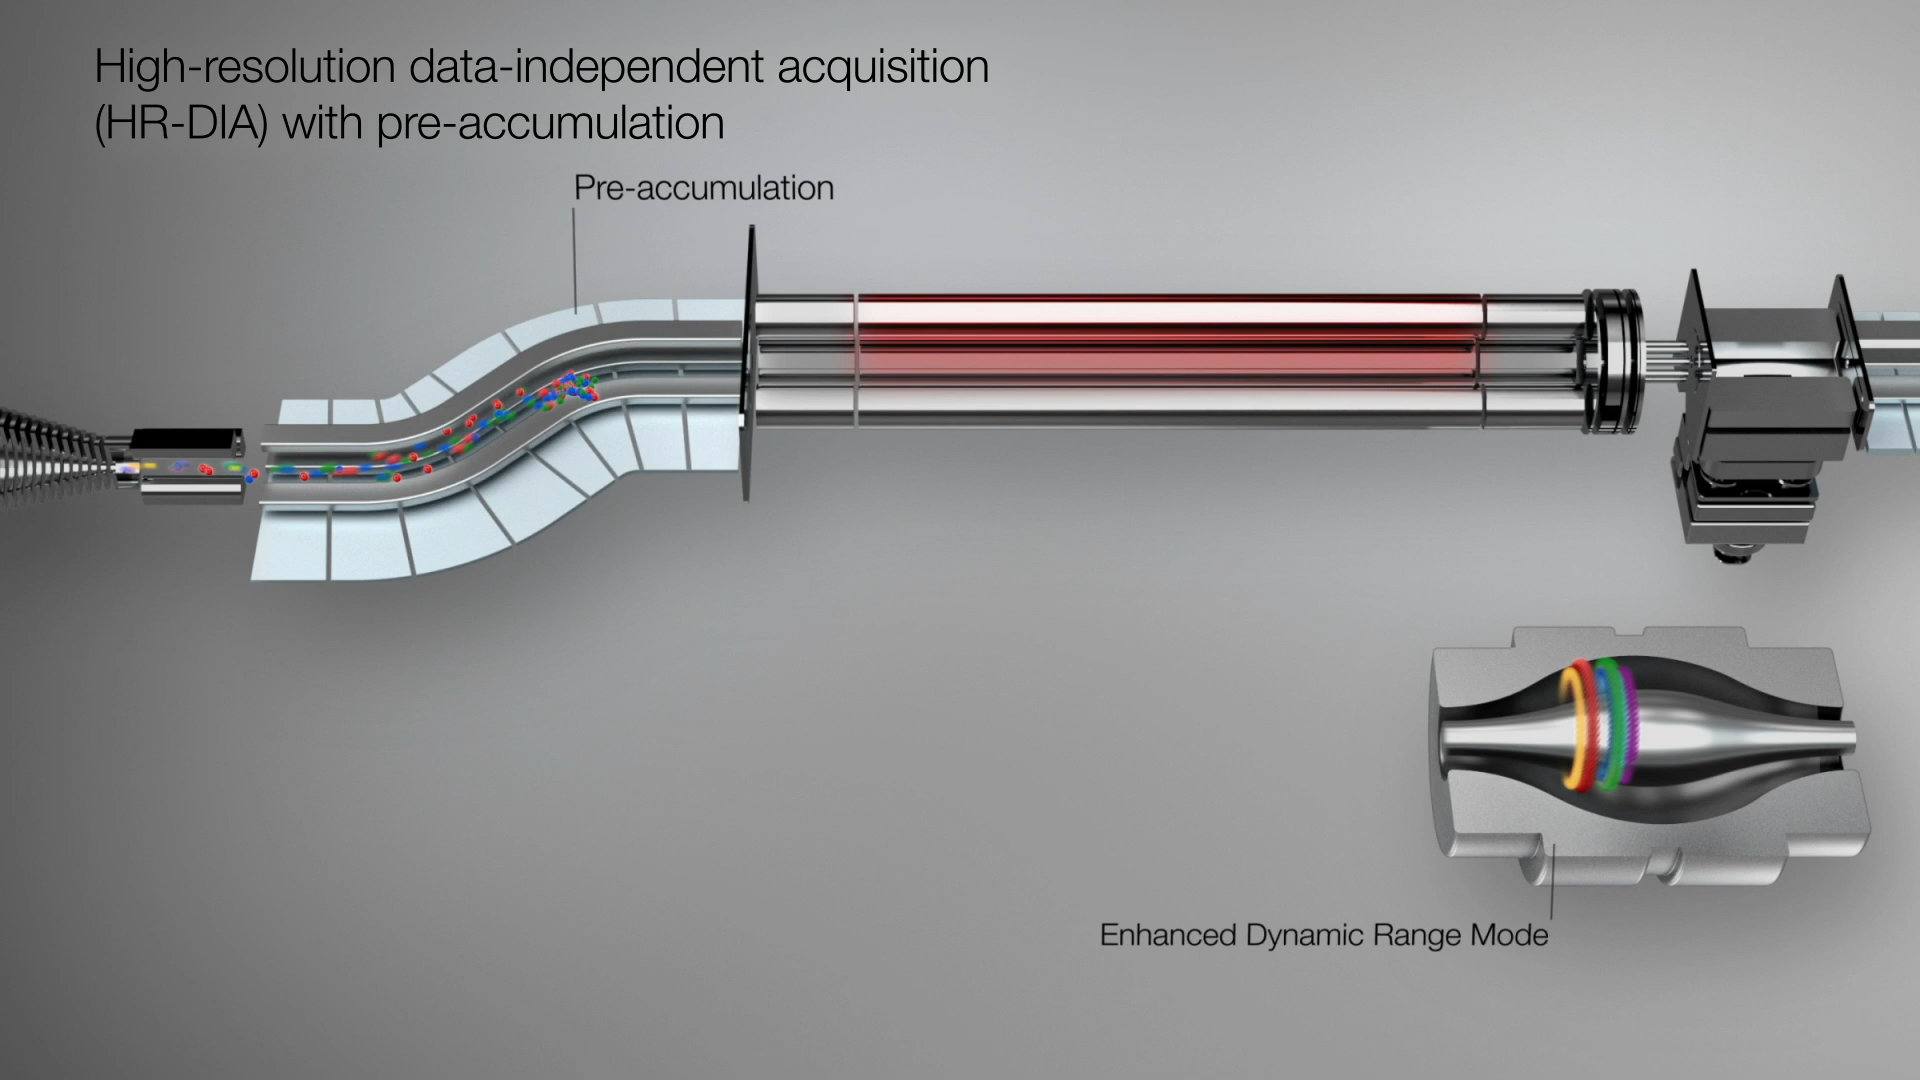 High-resolution data-independent acquisition
(HR-DIA) with pre-accumulation
Pre-accumulation
Enhanced Dynamic Range Mode